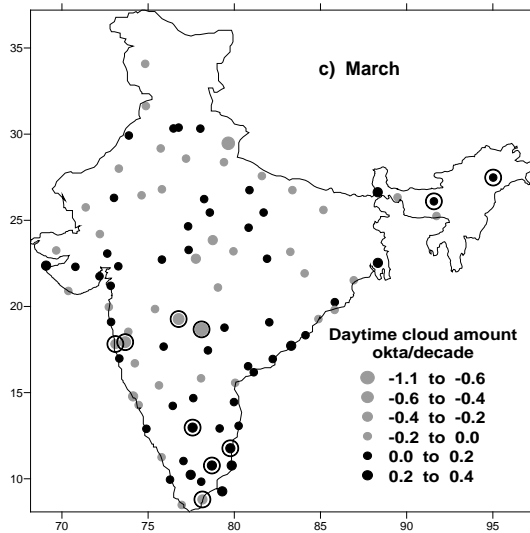 c) March
35
30
25
20
15
10
Daytime cloud amount
okta/decade
-1.1 to -0.6
-0.6 to -0.4
-0.4 to -0.2
-0.2 to 0.0
0.0 to 0.2
0.2 to 0.4
70 75 80 85 90 95